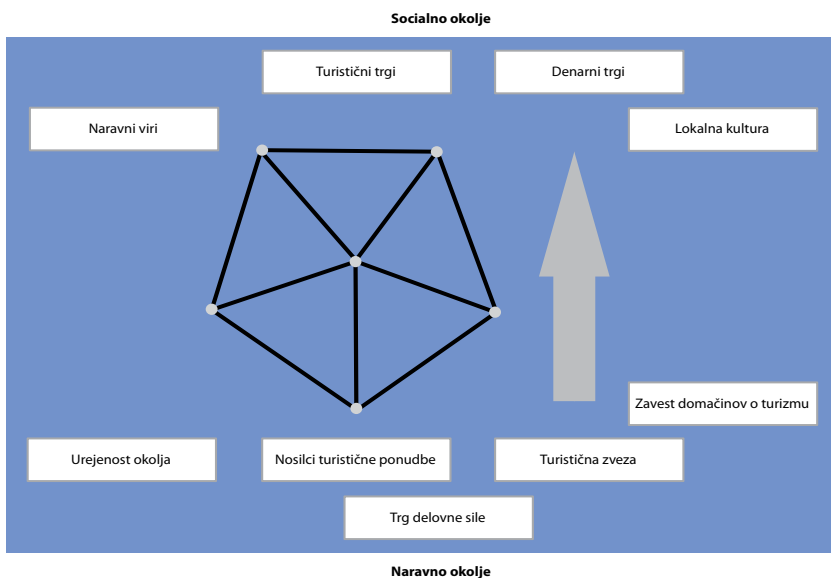 Socialno okolje
Turistični trgi
Denarni trgi
Naravni viri
Lokalna kultura
Zavest domačinov o turizmu
Urejenost okolja
Nosilci turistične ponudbe
Turistična zveza
Trg delovne sile
Naravno okolje